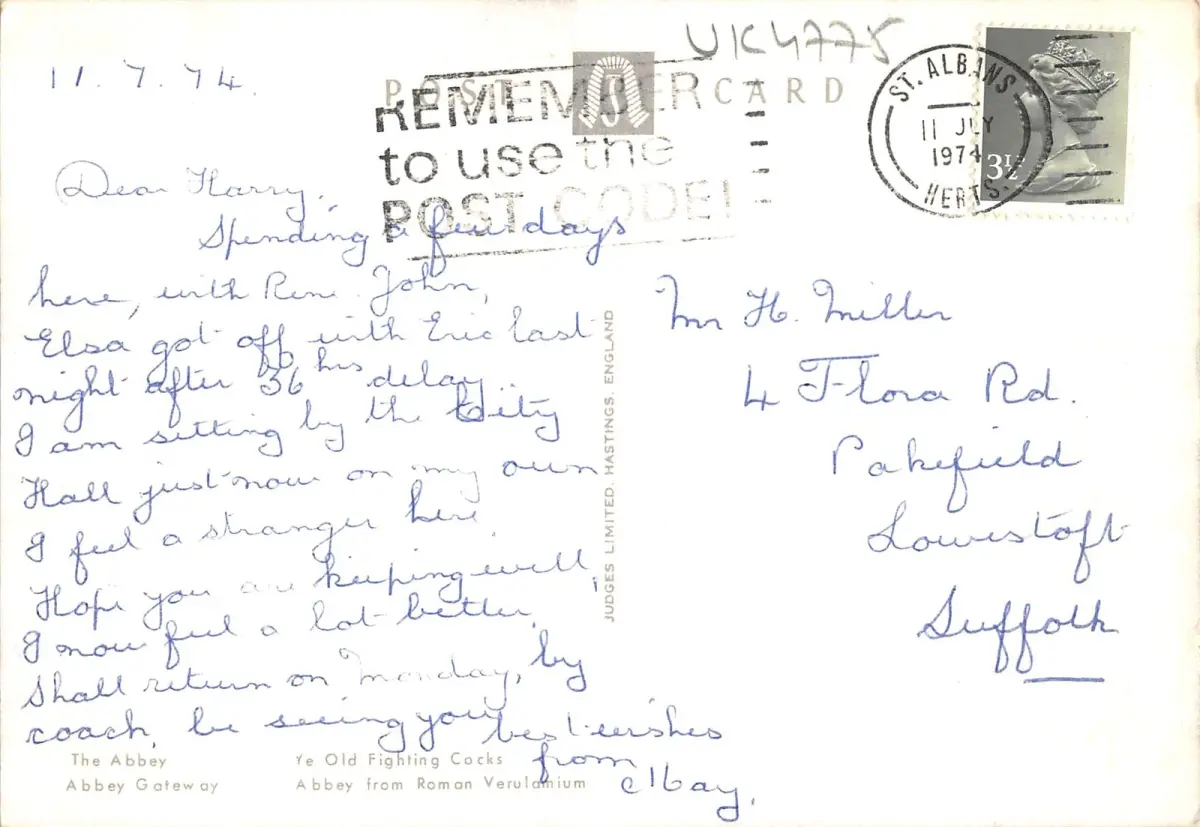 UK4775
11.7.74.
POST CARD
REMEMBER
to use the
POST CODE!
ST. ALBANS
11 JLY
1974
HERTS.
3½
Dear Harry,
Spending a few days
here, with Rene. John,
Elsa got off with Eric last
night after 36 hrs delay.
I am sitting by the City
Hall just now on my own
I feel a stranger here
Hope you are keeping well,
I now feel a lot better.
Shall return on Monday, by
coach, be seeing you
best wishes
from
May.
Mr H. Miller
4 Flora Rd.
Pakefield
Lowestoft
Suffolk
JUDGES LIMITED, HASTINGS, ENGLAND
The Abbey
Abbey Gateway
Ye Old Fighting Cocks
Abbey from Roman Verulamium